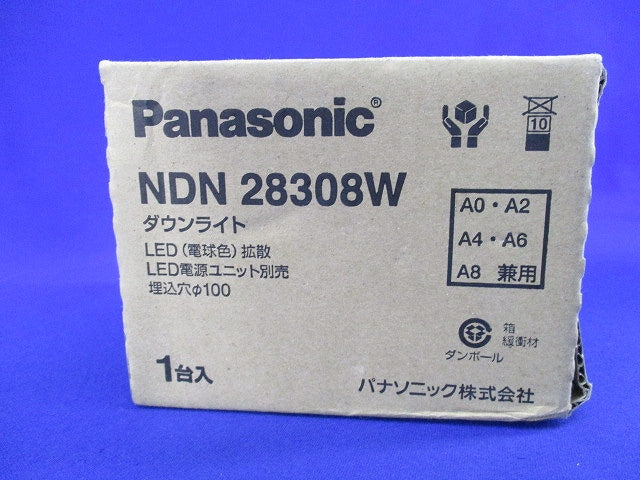 Panasonic®
10
NDN 28308W
ダウンライト
LED（電球色）拡散
LED電源ユニット別売
埋込穴φ100
A0・A2
A4・A6
A8 兼用
箱
緩衝材
ダンボール
1台入
パナソニック株式会社